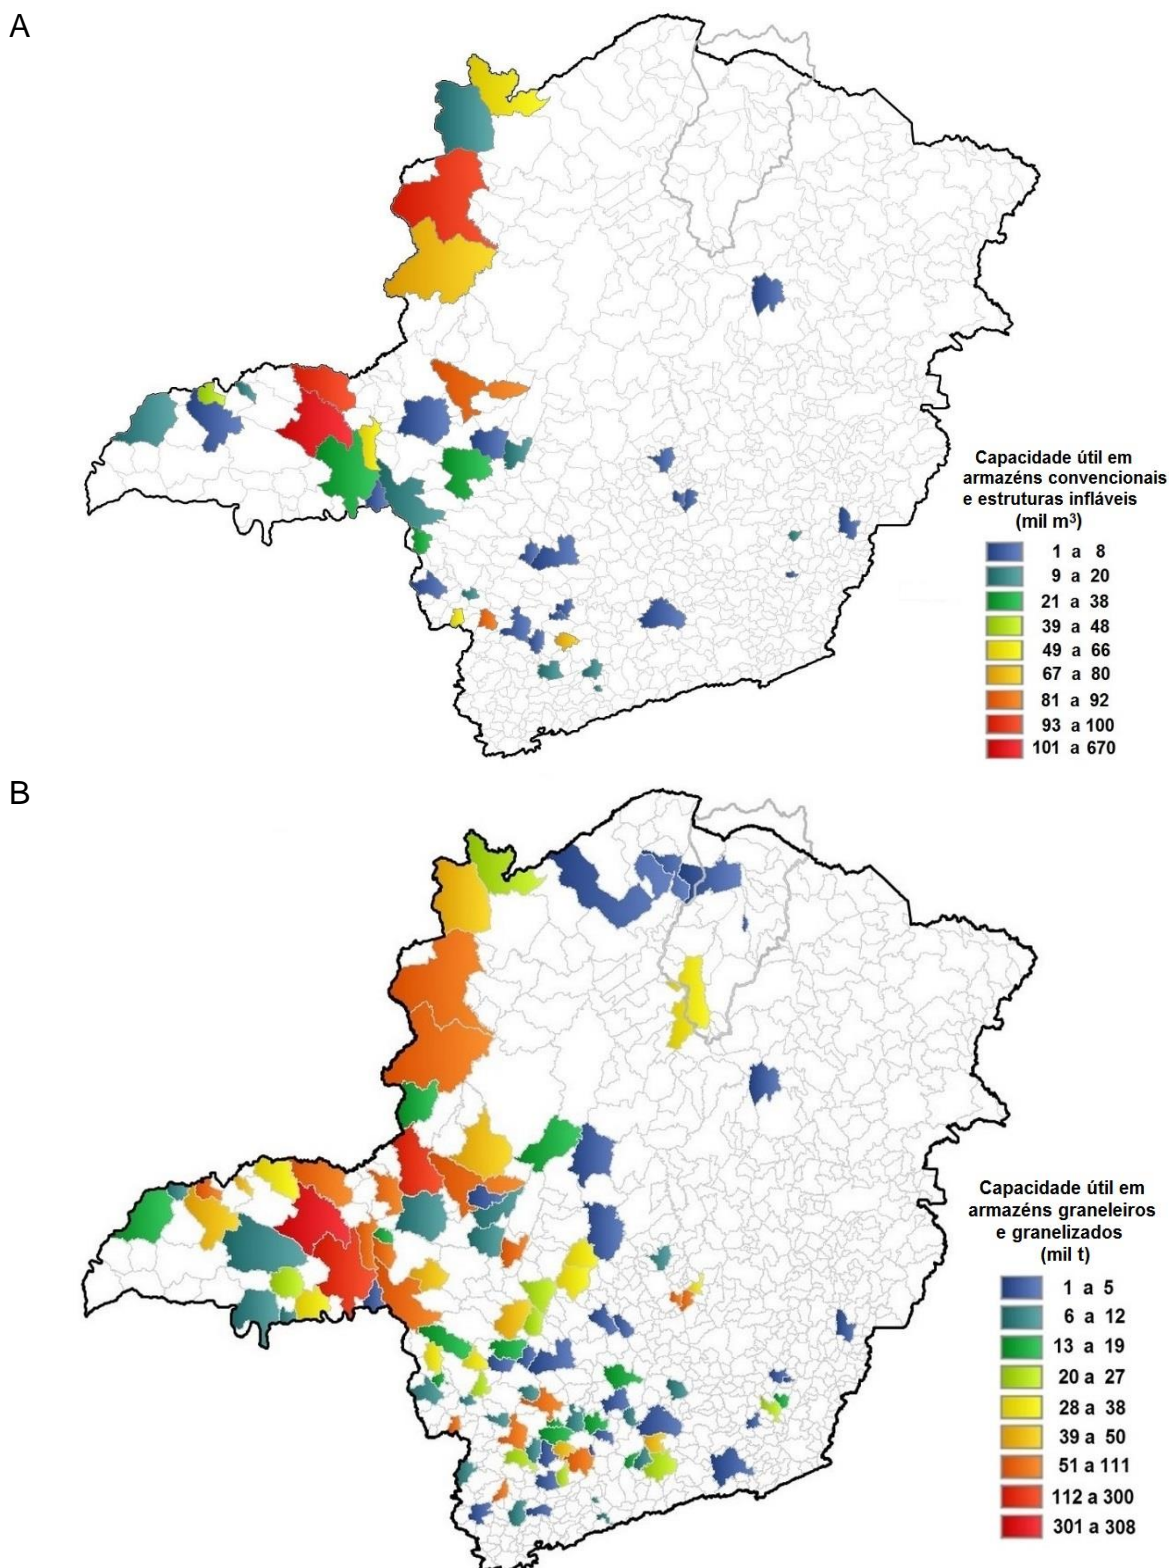 A
Capacidade útil em
armazéns convencionais
e estruturas infláveis
(mil m³)
1 a 8
9 a 20
21 a 38
39 a 48
49 a 66
67 a 80
81 a 92
93 a 100
101 a 670
B
Capacidade útil em
armazéns graneleiros
e granelizados
(mil t)
1 a 5
6 a 12
13 a 19
20 a 27
28 a 38
39 a 50
51 a 111
112 a 300
301 a 308